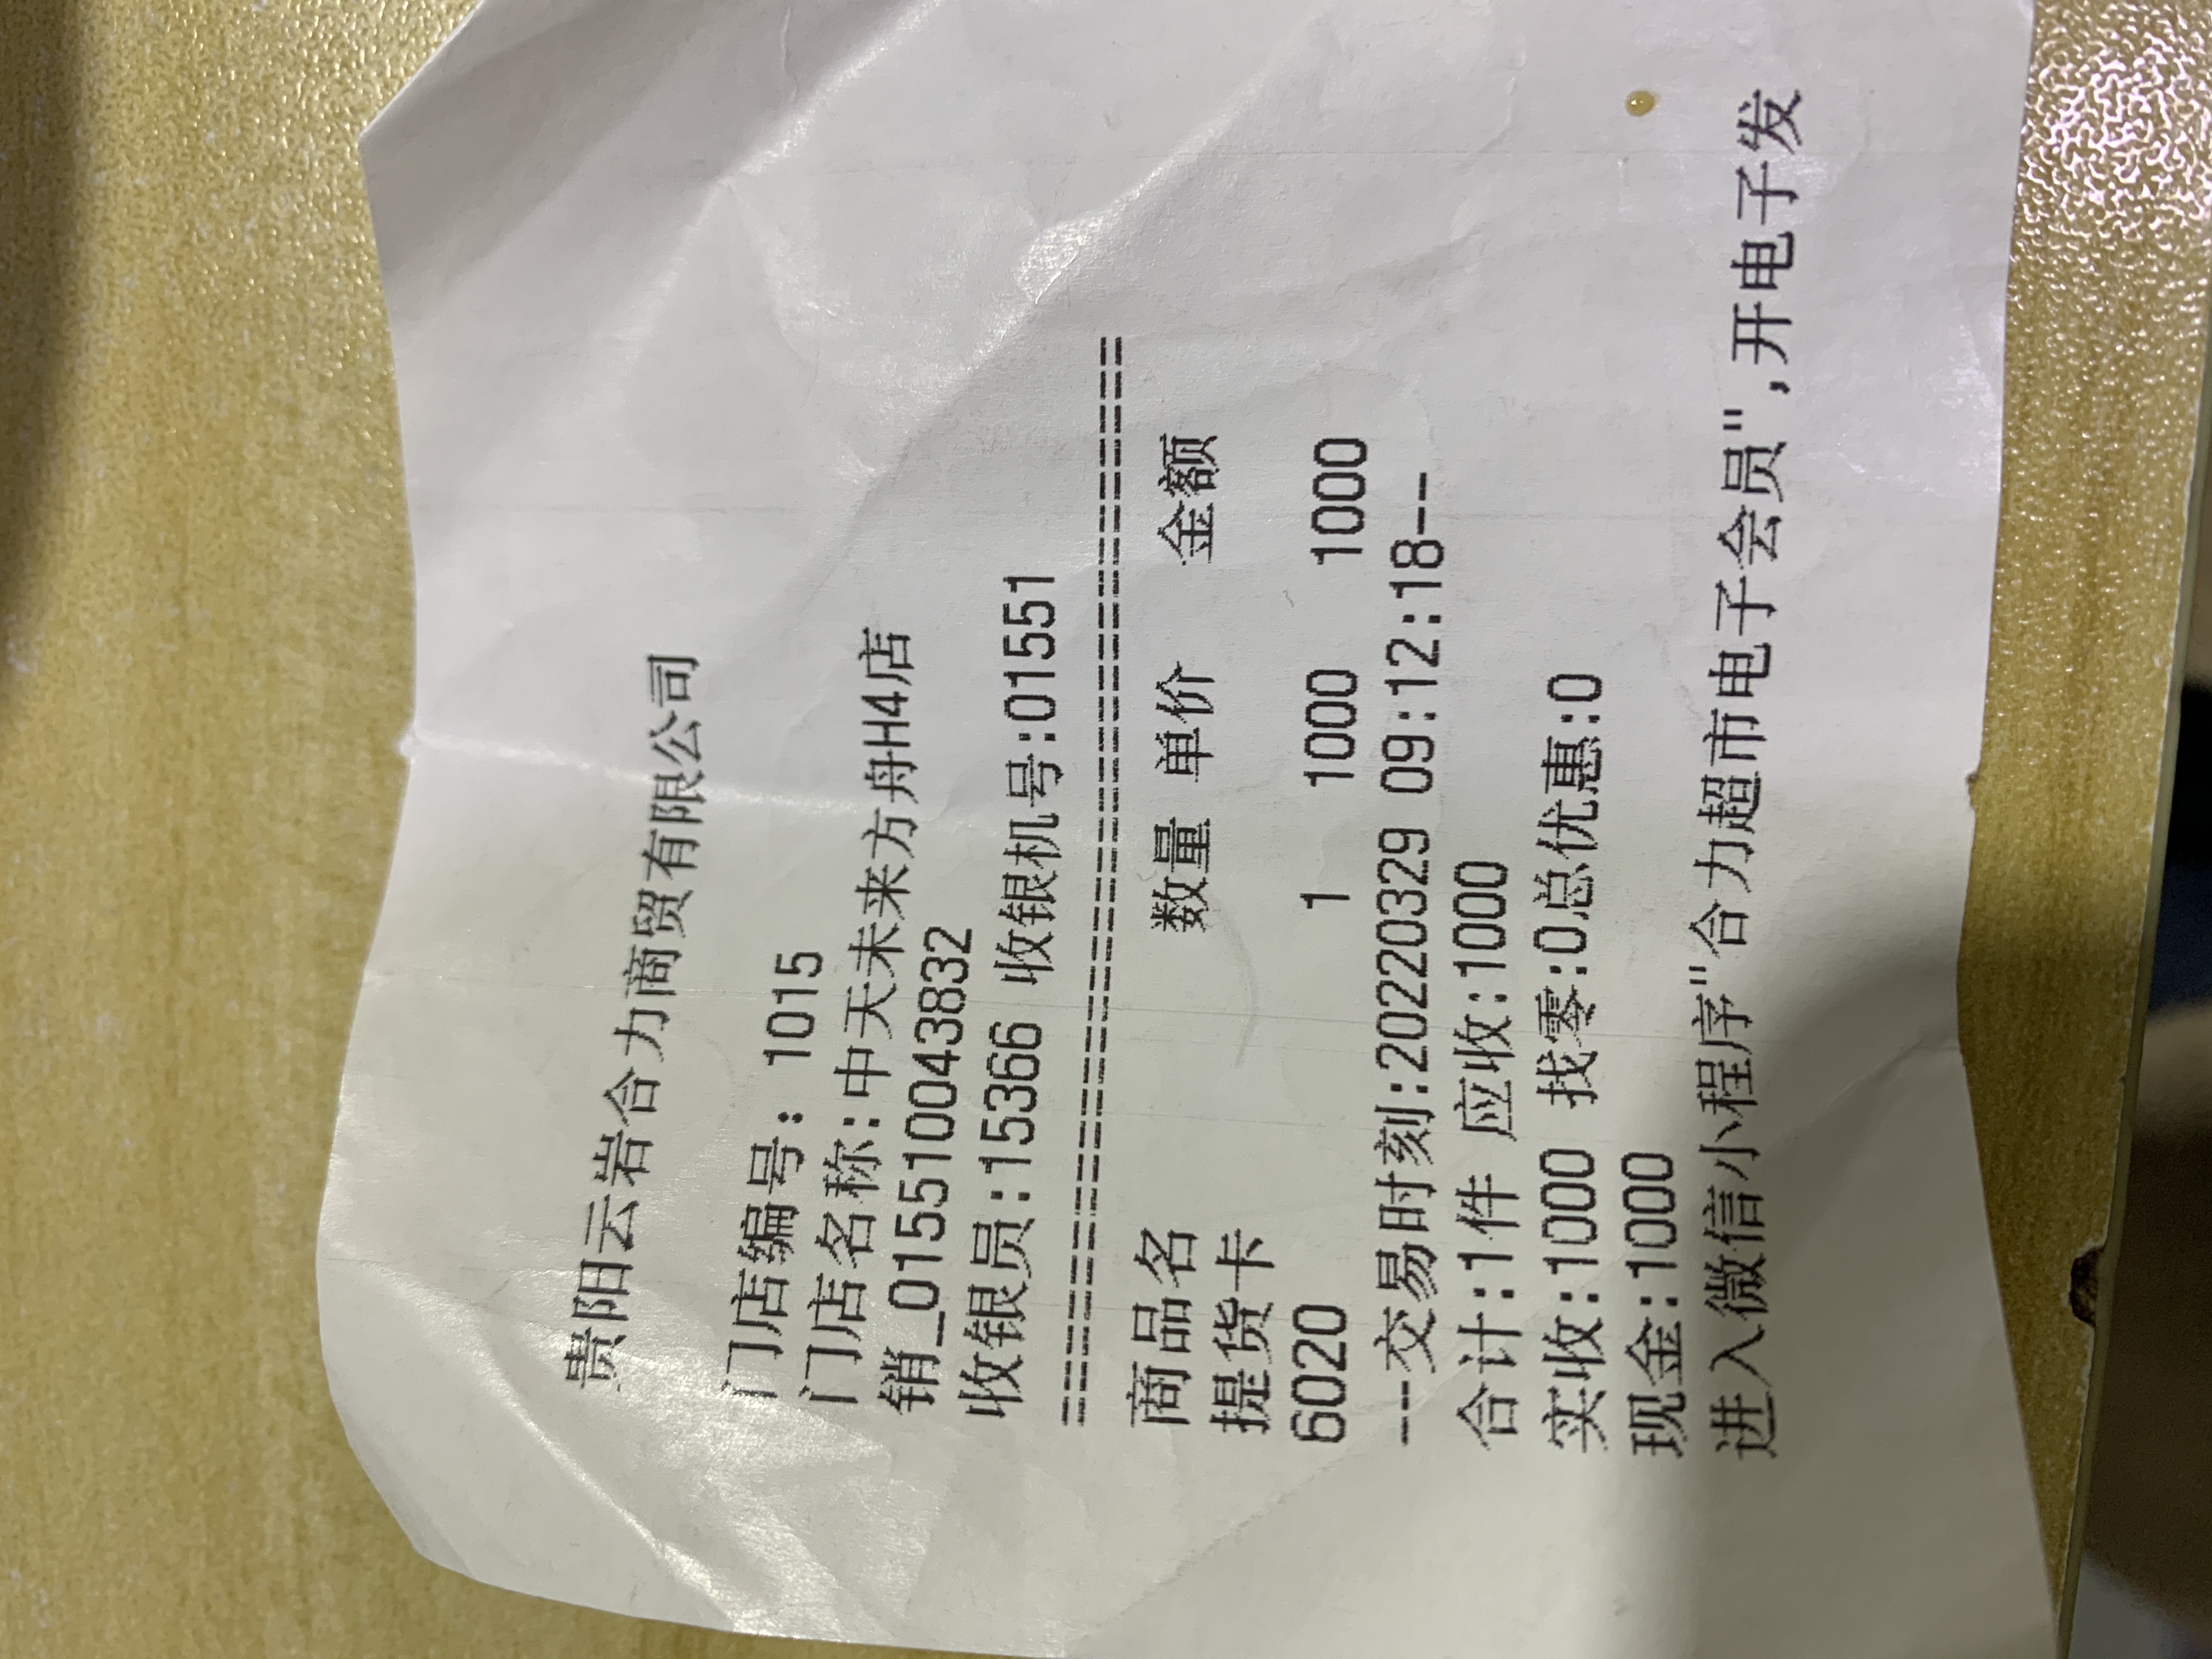 贵阳云岩合力商贸有限公司
门店编号: 1015
门店名称:中天未来方舟H4店
销_015510043832
收银员:15366 收银机号:01551
==========================================
商品名 数量 单价 金额
提货卡
6020 1 1000 1000
---交易时刻:20220329 09:12:18--
合计:1件 应收:1000
实收:1000 找零:0总优惠:0
现金:1000
进入微信小程序"合力超市电子会员",开电子发